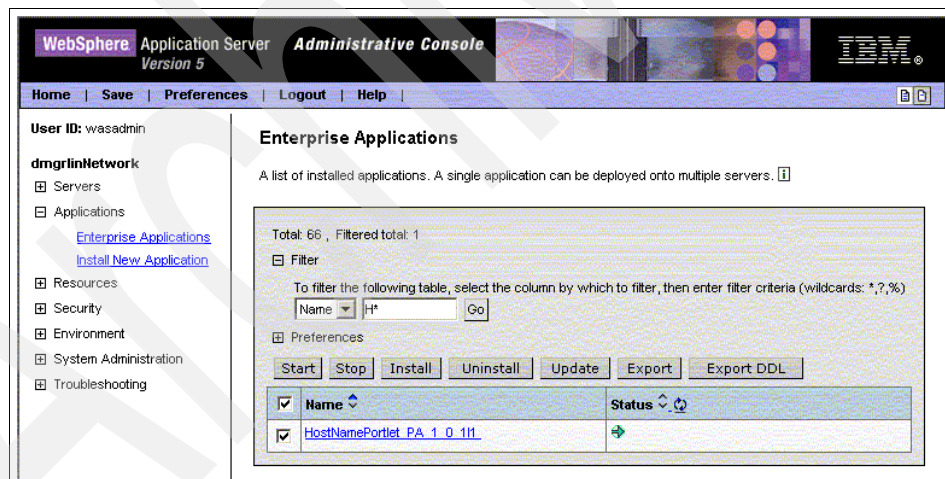 WebSphere Application Server Administrative Console
Version 5
IBM®
Home | Save | Preferences | Logout | Help |
User ID: wasadmin
dmgrlinNetwork
Servers
Applications
Enterprise Applications
Install New Application
Resources
Security
Environment
System Administration
Troubleshooting
Enterprise Applications
A list of installed applications. A single application can be deployed onto multiple servers.
Total: 66 , Filtered total: 1
Filter
To filter the following table, select the column by which to filter, then enter filter criteria (wildcards: *,?,%)
Name H* Go
Preferences
Start Stop Install Uninstall Update Export Export DDL
Name Status
HostNamePortlet_PA_1_0_1I1_